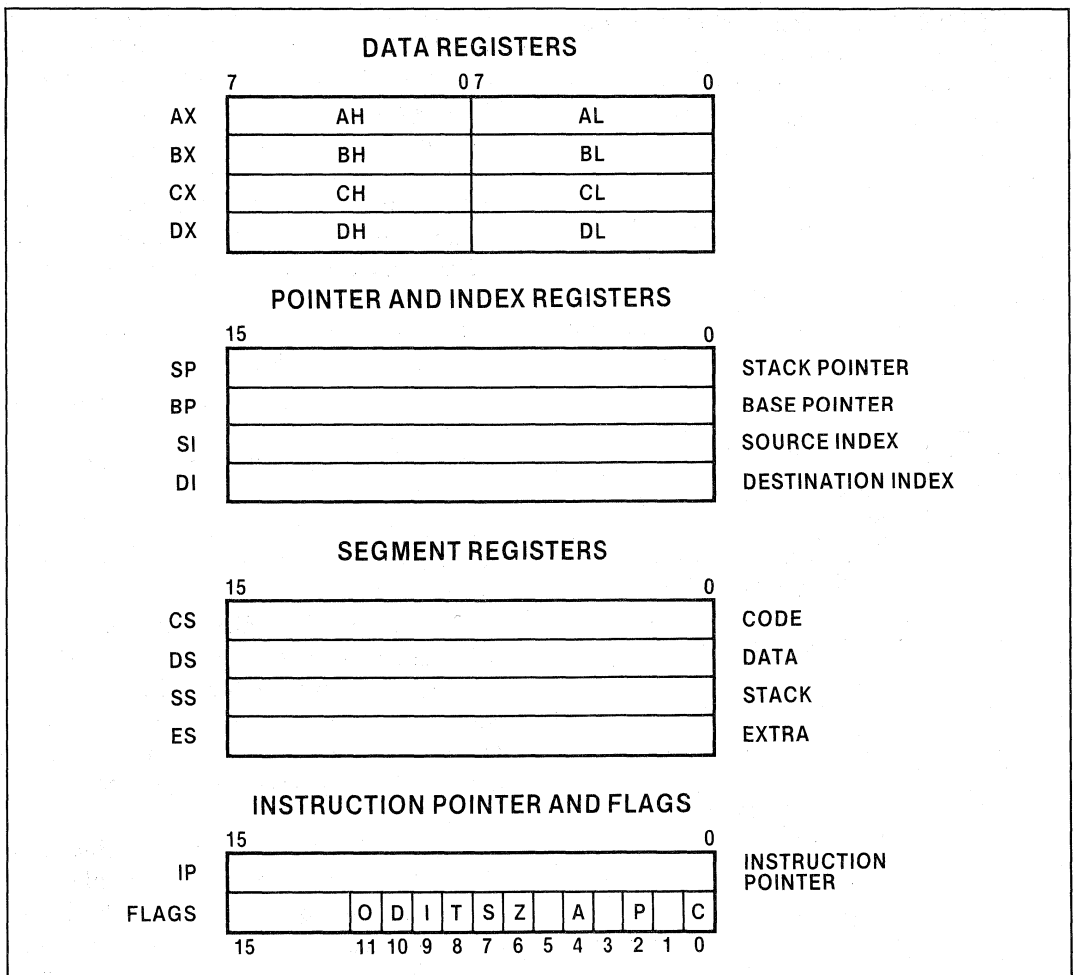 DATA REGISTERS
7 0 7 0
AX AH AL
BX BH BL
CX CH CL
DX DH DL
POINTER AND INDEX REGISTERS
15 0
SP STACK POINTER
BP BASE POINTER
SI SOURCE INDEX
DI DESTINATION INDEX
SEGMENT REGISTERS
15 0
CS CODE
DS DATA
SS STACK
ES EXTRA
INSTRUCTION POINTER AND FLAGS
15 0
IP INSTRUCTION
POINTER
FLAGS O D I T S Z A P C
15 11 10 9 8 7 6 5 4 3 2 1 0